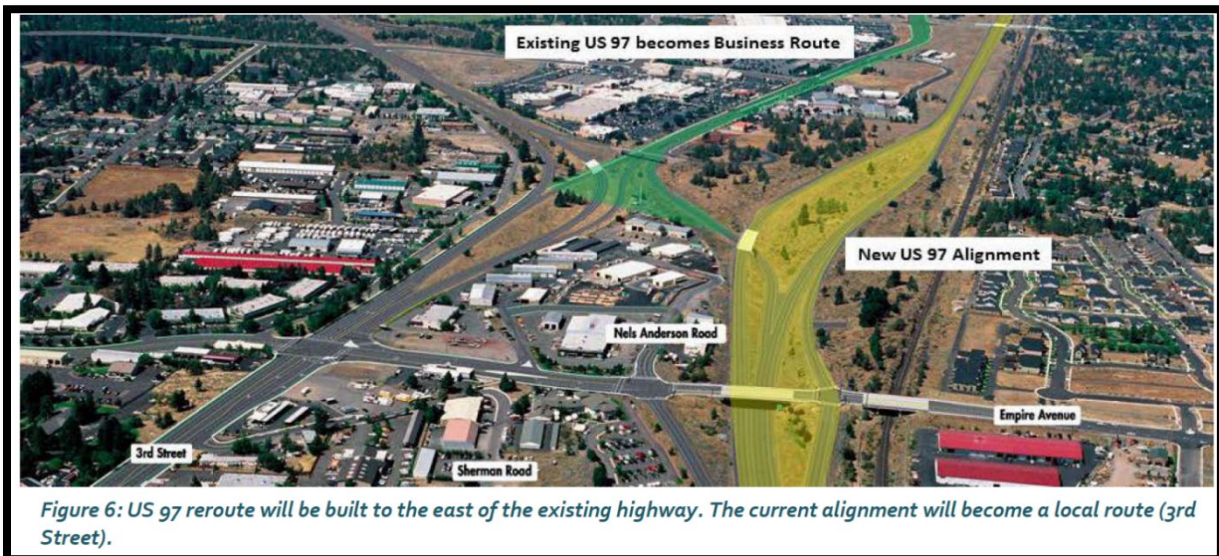 Existing US 97 becomes Business Route
New US 97 Alignment
Nels Anderson Road
Empire Avenue
3rd Street
Sherman Road
Figure 6: US 97 reroute will be built to the east of the existing highway. The current alignment will become a local route (3rd
Street).